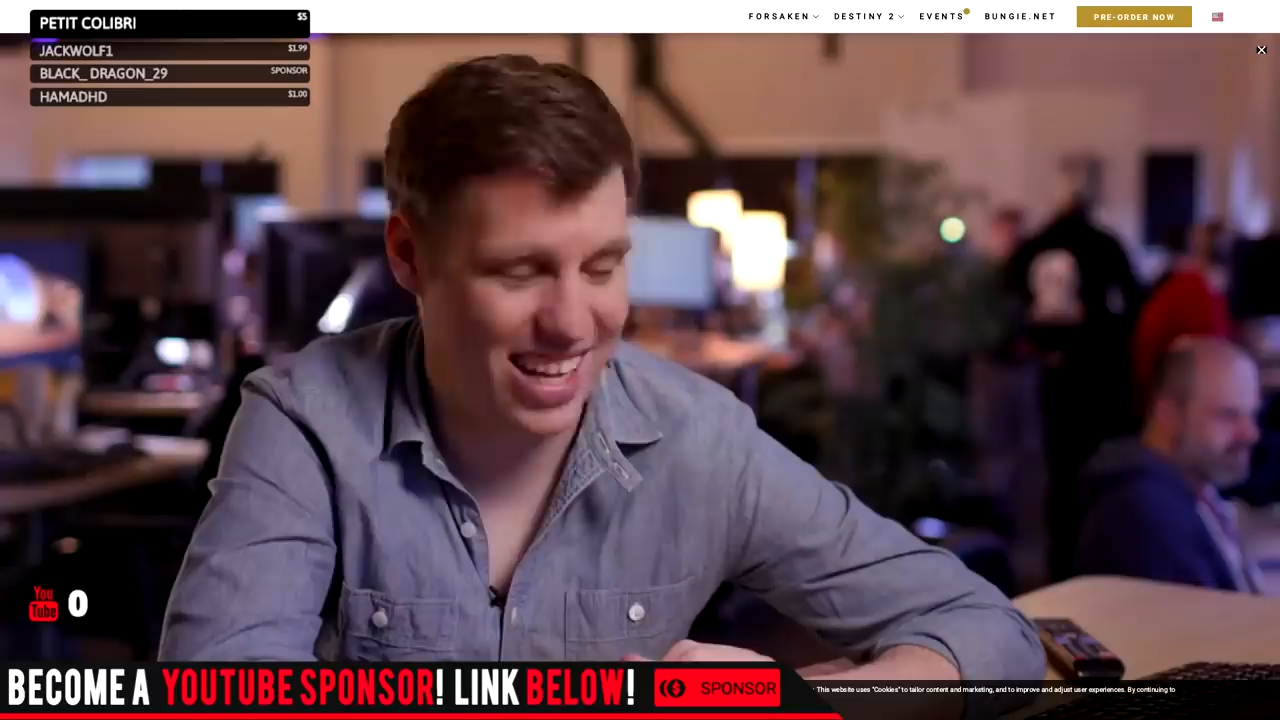 FORSAKEN DESTINY 2 EVENTS BUNGIE.NET PRE-ORDER NOW
PETIT COLIBRI $5
JACKWOLF1 $1.99
BLACK_ DRAGON_29 SPONSOR
HAMADHD $1.00
You
Tube 0
BECOME A YOUTUBE SPONSOR! LINK BELOW! SPONSOR
This website uses "Cookies" to tailor content and marketing, and to improve and adjust user experiences. By continuing to